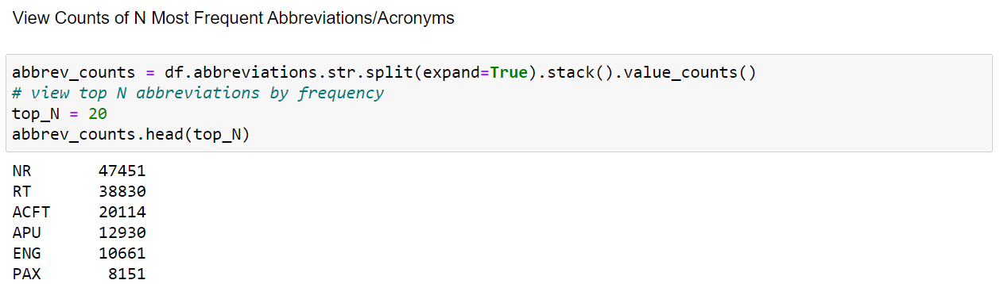 View Counts of N Most Frequent Abbreviations/Acronyms
abbrev_counts = df.abbreviations.str.split(expand=True).stack().value_counts()
# view top N abbreviations by frequency
top_N = 20
abbrev_counts.head(top_N)
NR 47451
RT 38830
ACFT 20114
APU 12930
ENG 10661
PAX 8151